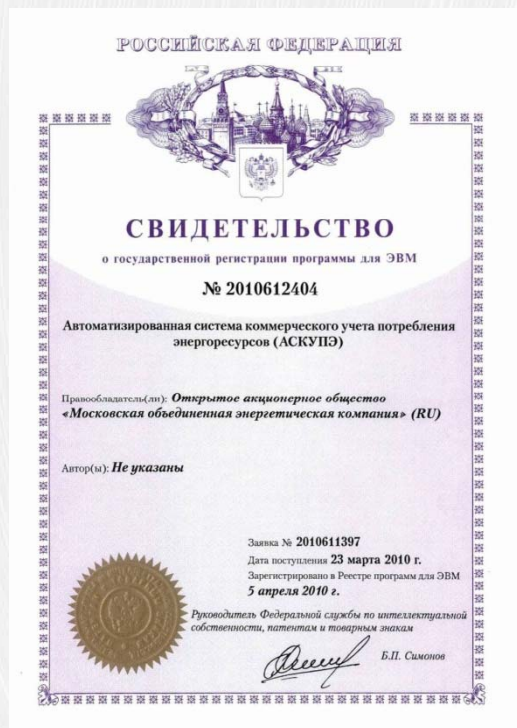 РОССИЙСКАЯ ФЕДЕРАЦИЯ
СВИДЕТЕЛЬСТВО
о государственной регистрации программы для ЭВМ
№ 2010612404
Автоматизированная система коммерческого учета потребления
энергоресурсов (АСКУПЭ)
Правообладатель(ли): Открытое акционерное общество
«Московская объединенная энергетическая компания» (RU)
Автор(ы): Не указаны
Заявка № 2010611397
Дата поступления 23 марта 2010 г.
Зарегистрировано в Реестре программ для ЭВМ
5 апреля 2010 г.
Руководитель Федеральной службы по интеллектуальной
собственности, патентам и товарным знакам
Б.П. Симонов